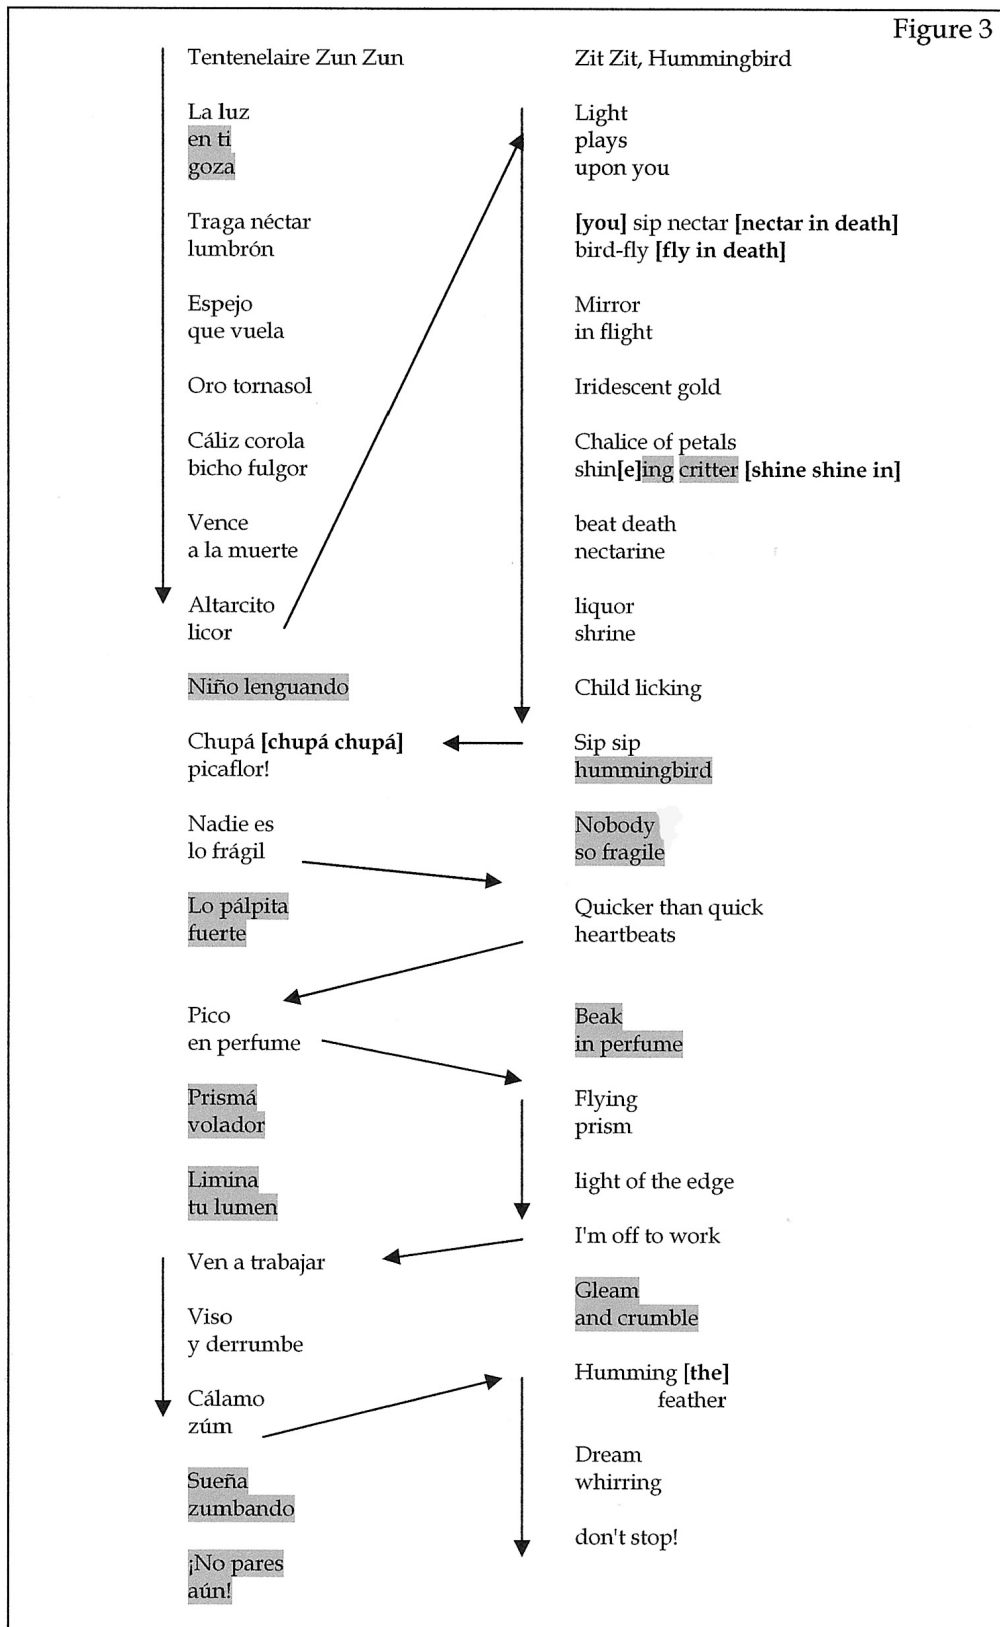 Figure 3
Tentenelaire Zun Zun
La luz
en ti
goza
Traga néctar
lumbrón
Espejo
que vuela
Oro tornasol
Cáliz corola
bicho fulgor
Vence
a la muerte
Altarcito
licor
Niño lenguando
Chupá [chupá chupá]
picaflor!
Nadie es
lo frágil
Lo pálpita
fuerte
Pico
en perfume
Prismá
volador
Limina
tu lumen
Ven a trabajar
Viso
y derrumbe
Cálamo
zúm
Sueña
zumbando
¡No pares
aún!
Zit Zit, Hummingbird
Light
plays
upon you
[you] sip nectar [nectar in death]
bird-fly [fly in death]
Mirror
in flight
Iridescent gold
Chalice of petals
shin[e]ing critter [shine shine in]
beat death
nectarine
liquor
shrine
Child licking
Sip sip
hummingbird
Nobody
so fragile
Quicker than quick
heartbeats
Beak
in perfume
Flying
prism
light of the edge
I'm off to work
Gleam
and crumble
Humming [the]
feather
Dream
whirring
don't stop!